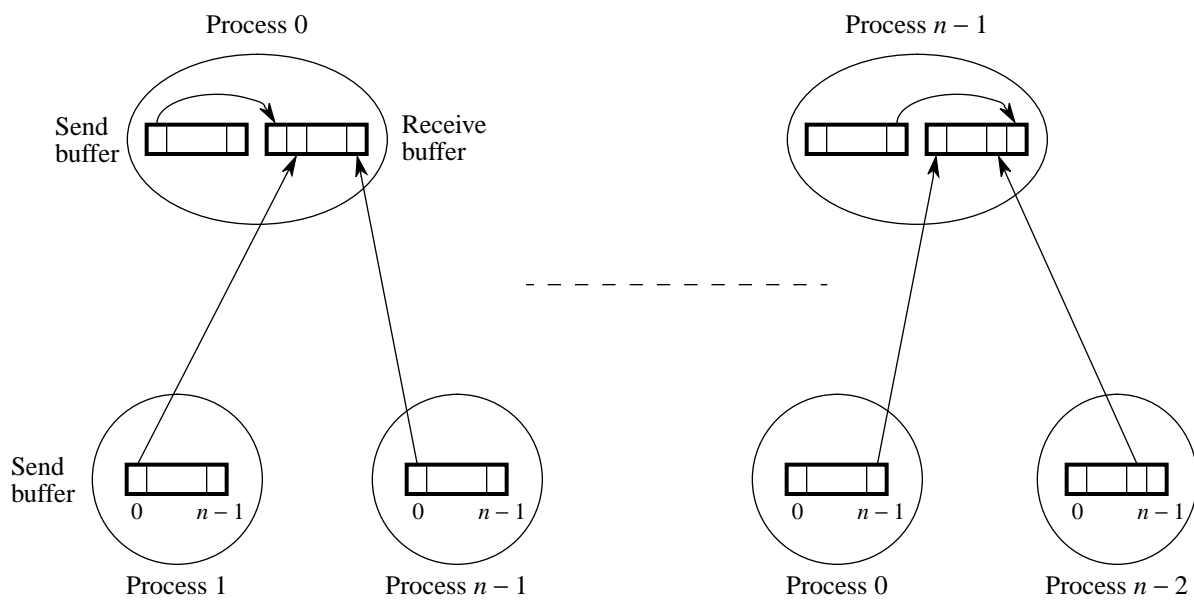 Process 0
Process n – 1
Send
buffer
Receive
buffer
Send
buffer
0
n – 1
0
n – 1
0
n – 1
0
n – 1
Process 1
Process n – 1
Process 0
Process n – 2